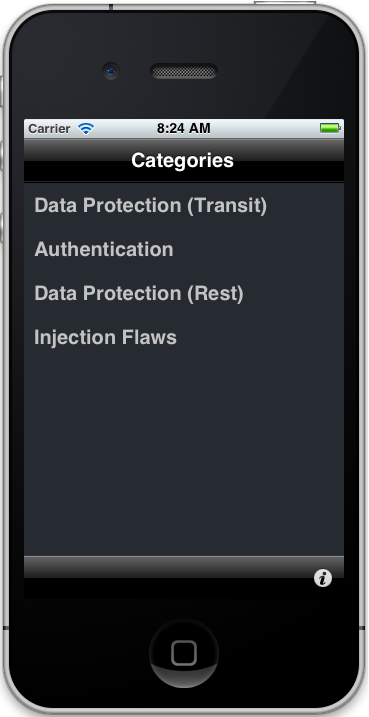 Carrier 8:24 AM
Categories
Data Protection (Transit)
Authentication
Data Protection (Rest)
Injection Flaws
i